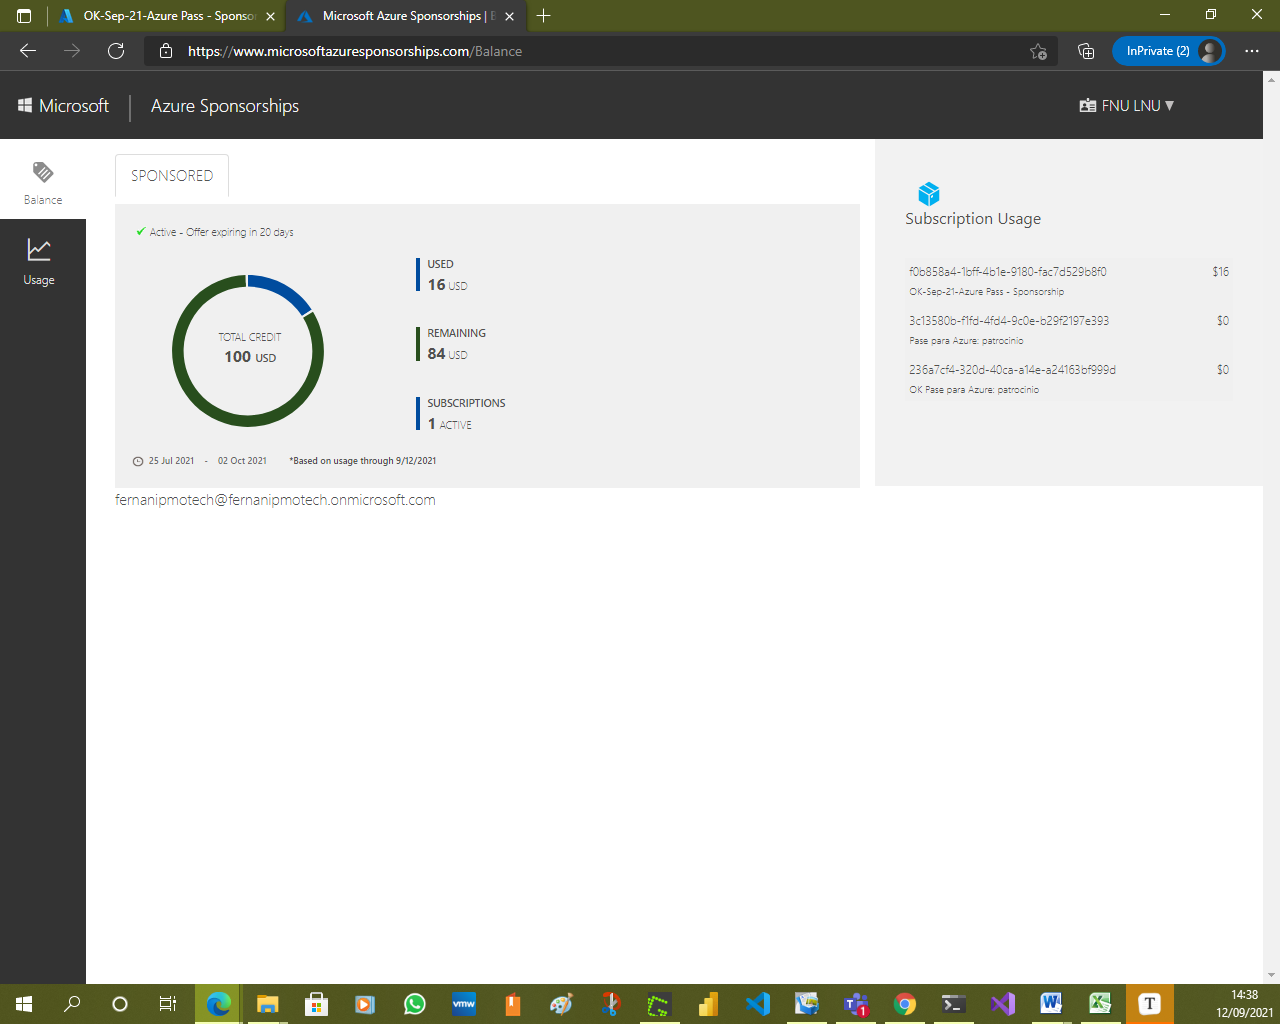 OK-Sep-21-Azure Pass - Sponsor
Microsoft Azure Sponsorships |
https://www.microsoftazuresponsorships.com/Balance
InPrivate (2)
Microsoft
Azure Sponsorships
FNU LNU ▼
Balance
Usage
SPONSORED
Active - Offer expiring in 20 days
TOTAL CREDIT
100 USD
USED
16 USD
REMAINING
84 USD
SUBSCRIPTIONS
1 ACTIVE
25 Jul 2021 - 02 Oct 2021 *Based on usage through 9/12/2021
fernanipmotech@fernanipmotech.onmicrosoft.com
Subscription Usage
f0b858a4-1bff-4b1e-9180-fac7d529b8f0 $16
OK-Sep-21-Azure Pass - Sponsorship
3c13580b-f1fd-4fd4-9c0e-b29f2197e393 $0
Pase para Azure: patrocinio
236a7cf4-320d-40ca-a14e-a24163bf999d $0
OK Pase para Azure: patrocinio
vmw
1
T
14:38
12/09/2021